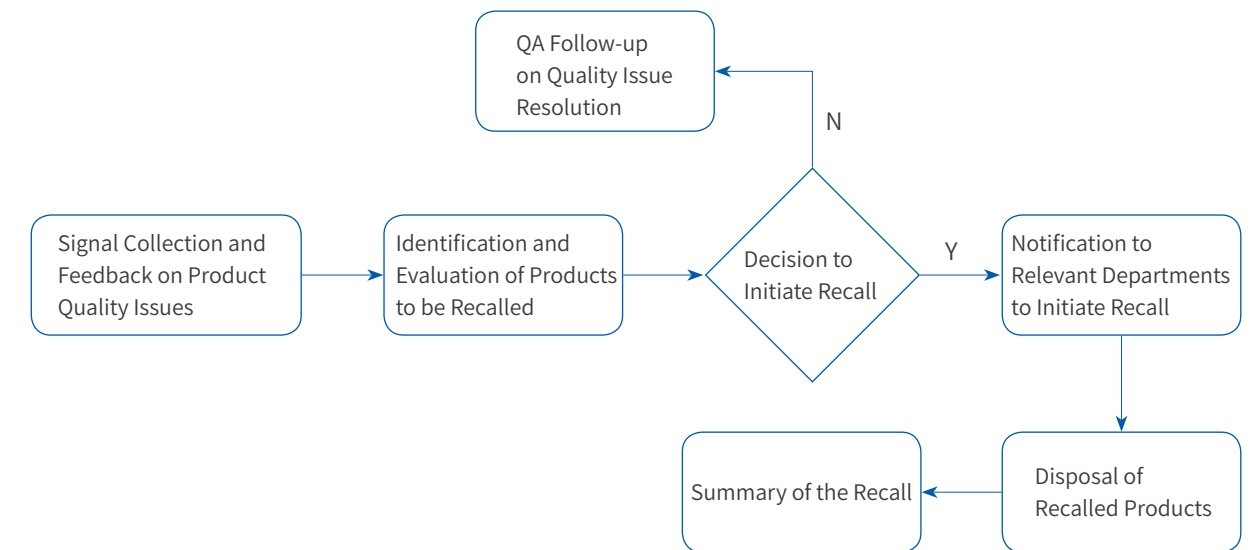 QA Follow-up
on Quality Issue
Resolution
N
Signal Collection and
Feedback on Product
Quality Issues
Identification and
Evaluation of Products
to be Recalled
Decision to
Initiate Recall
Y
Notification to
Relevant Departments
to Initiate Recall
Summary of the Recall
Disposal of
Recalled Products